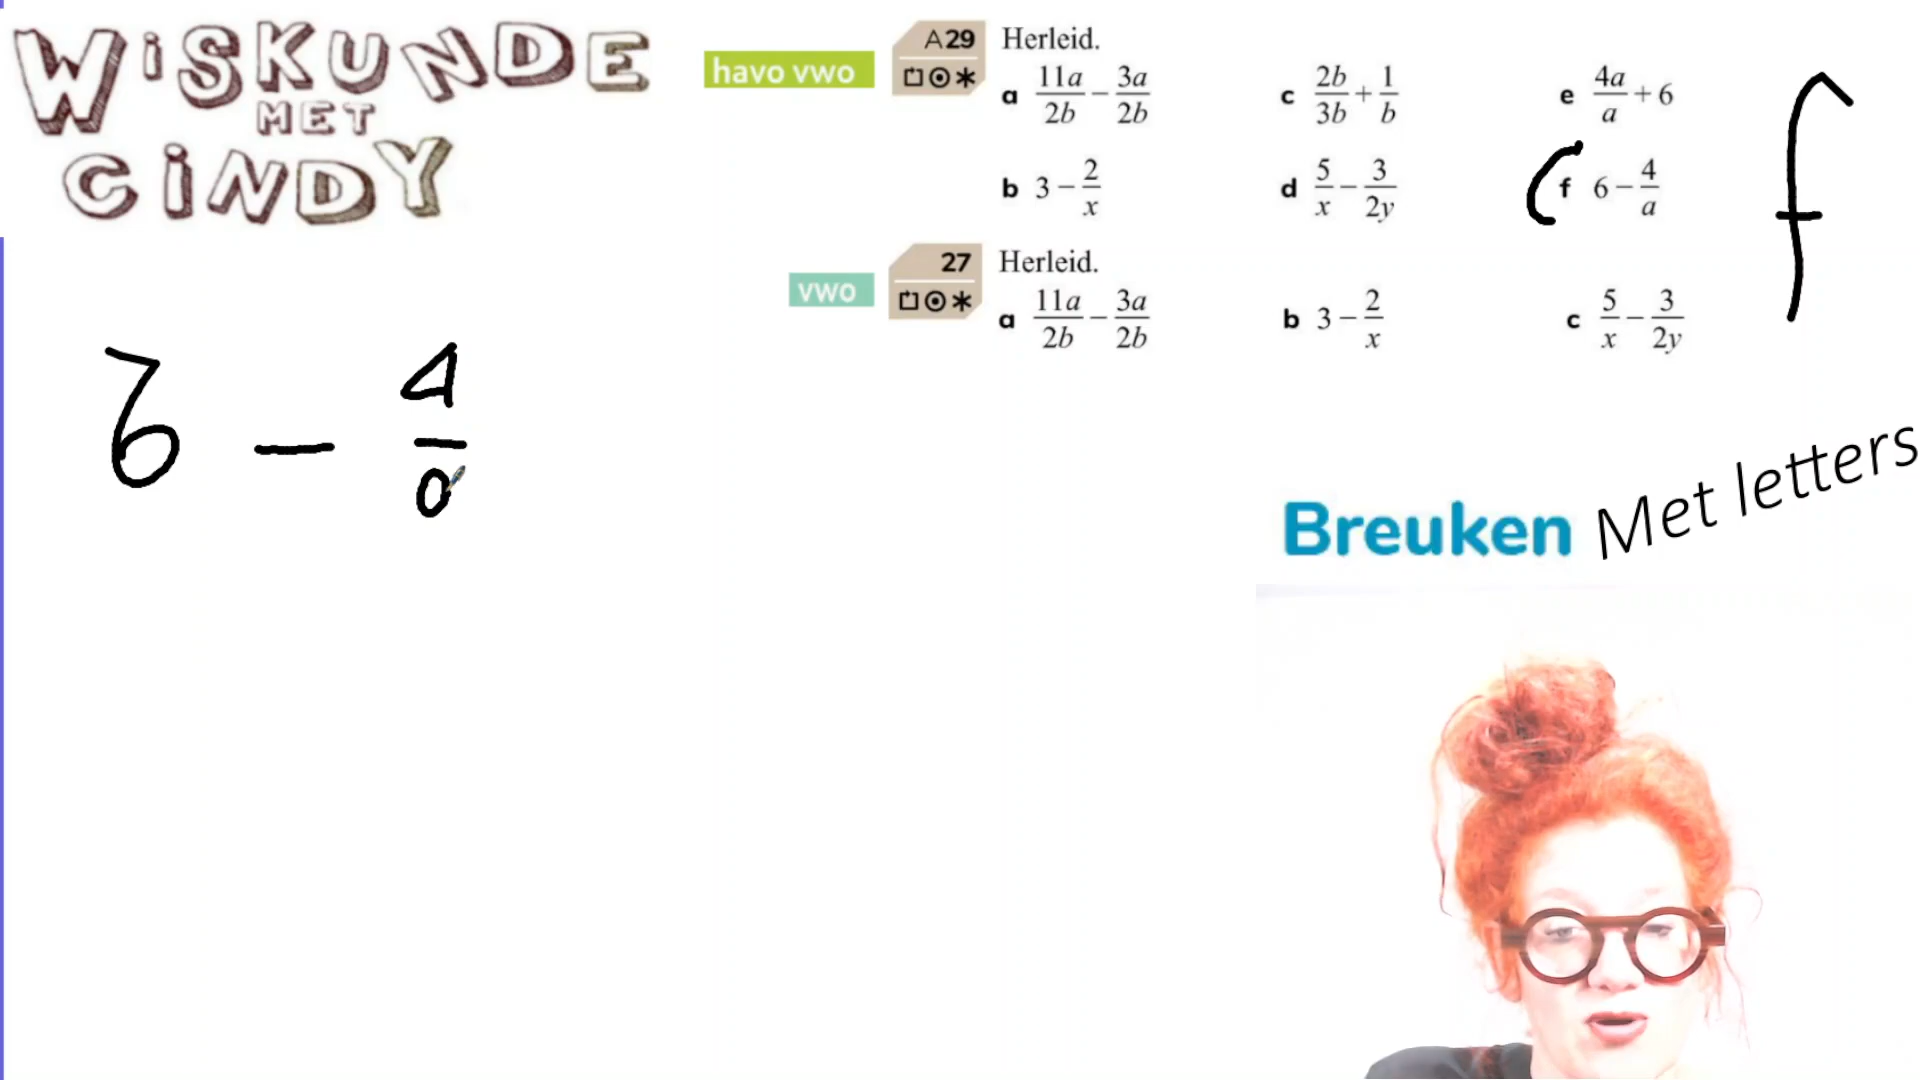 WiSKUNDE
MET
CiNDY
havo vwo
A29
Herleid.
a 11a/2b − 3a/2b
c 2b/3b + 1/b
e 4a/a + 6
b 3 − 2/x
d 5/x − 3/2y
f 6 − 4/a
f
vwo
27
Herleid.
a 11a/2b − 3a/2b
b 3 − 2/x
c 5/x − 3/2y
6 − 4/a
Breuken Met letters